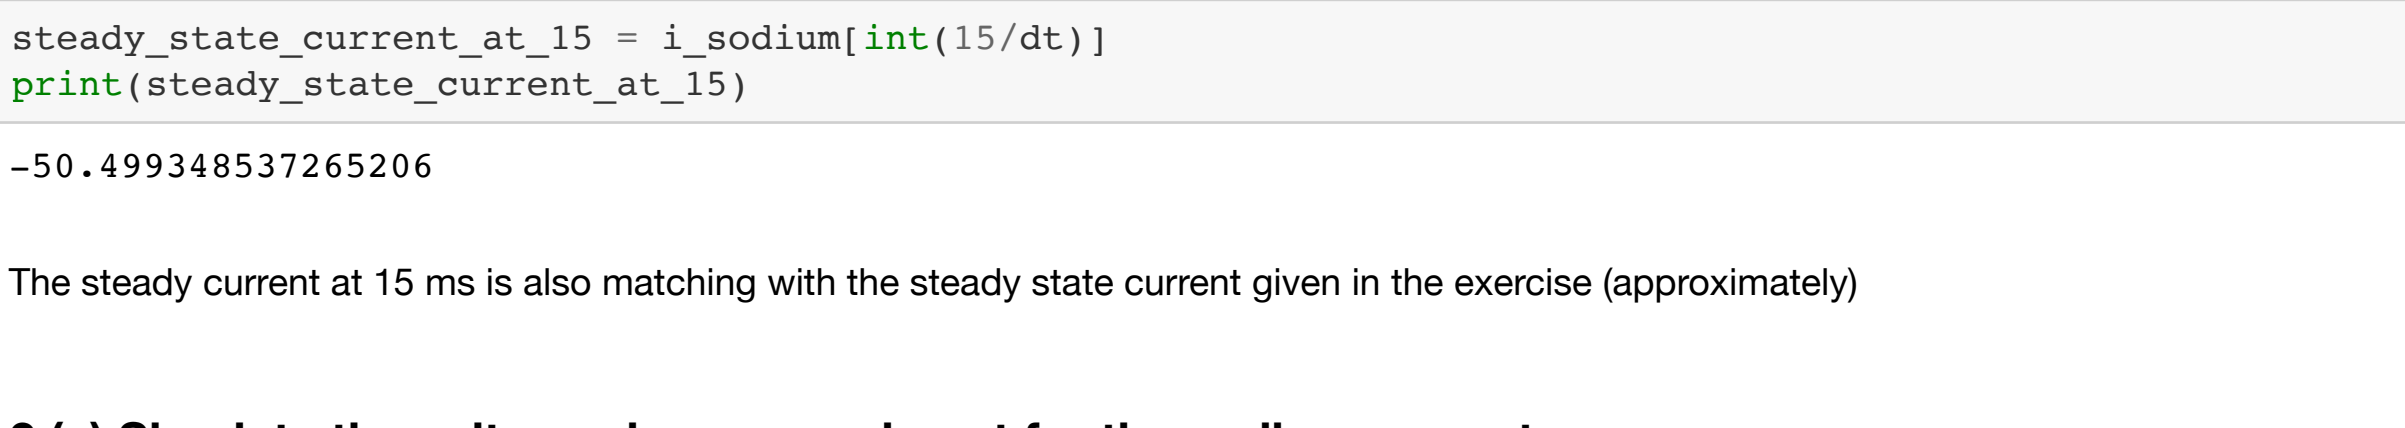 steady_state_current_at_15 = i_sodium[int(15/dt)]
print(steady_state_current_at_15)
-50.499348537265206
The steady current at 15 ms is also matching with the steady state current given in the exercise (approximately)